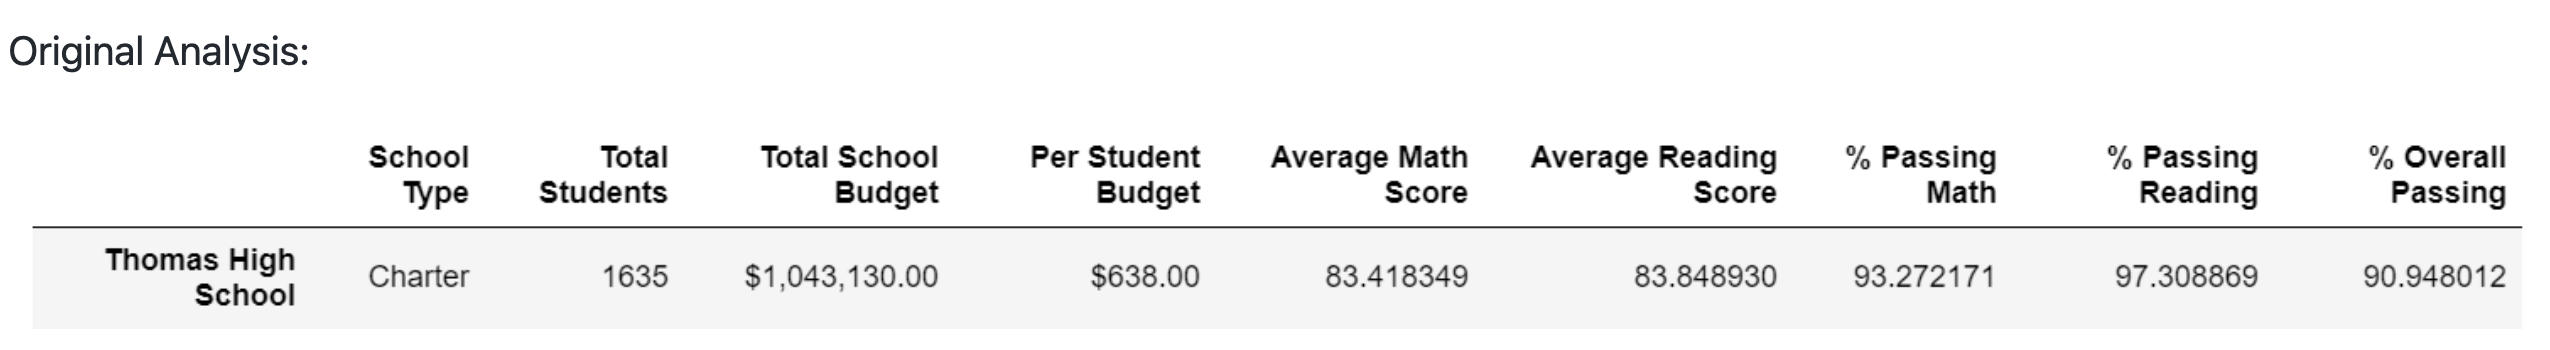 Original Analysis:
School Type Total Students Total School Budget Per Student Budget Average Math Score Average Reading Score % Passing Math % Passing Reading % Overall Passing
Thomas High School Charter 1635 $1,043,130.00 $638.00 83.418349 83.848930 93.272171 97.308869 90.948012